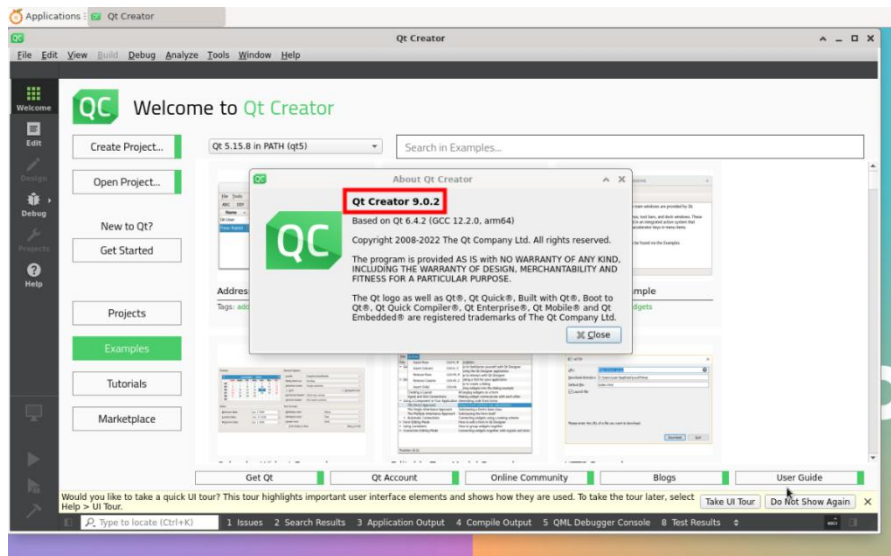 Applications
Qt Creator
Qt Creator
File Edit View Build Debug Analyze Tools Window Help
Welcome
Edit
Design
Debug
Projects
Help
QC Welcome to Qt Creator
Create Project...
Qt 5.15.8 in PATH (qt5)
Search in Examples...
Open Project...
New to Qt?
Get Started
Projects
Examples
Tutorials
Marketplace
About Qt Creator
Qt Creator 9.0.2
QC
Based on Qt 6.4.2 (GCC 12.2.0, arm64)
Copyright 2008-2022 The Qt Company Ltd. All rights reserved.
The program is provided AS IS with NO WARRANTY OF ANY KIND,
INCLUDING THE WARRANTY OF DESIGN, MERCHANTABILITY AND
FITNESS FOR A PARTICULAR PURPOSE.
The Qt logo as well as Qt®, Qt Quick®, Built with Qt®, Boot to
Qt®, Qt Quick Compiler®, Qt Enterprise®, Qt Mobile® and Qt
Embedded® are registered trademarks of The Qt Company Ltd.
Close
Addres
Tags:
mple
dgets
Get Qt
Qt Account
Online Community
Blogs
User Guide
Would you like to take a quick UI tour? This tour highlights important user interface elements and shows how they are used. To take the tour later, select
Help > UI Tour.
Take UI Tour
Do Not Show Again
Type to locate (Ctrl+K)
1 Issues 2 Search Results 3 Application Output 4 Compile Output 5 QML Debugger Console 8 Test Results